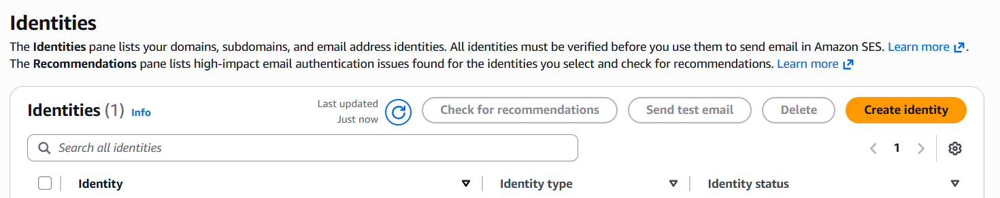 Identities
The Identities pane lists your domains, subdomains, and email address identities. All identities must be verified before you use them to send email in Amazon SES. Learn more.
The Recommendations pane lists high-impact email authentication issues found for the identities you select and check for recommendations. Learn more
Identities (1) Info
Last updated
Just now
Check for recommendations
Send test email
Delete
Create identity
Search all identities
1
Identity
Identity type
Identity status